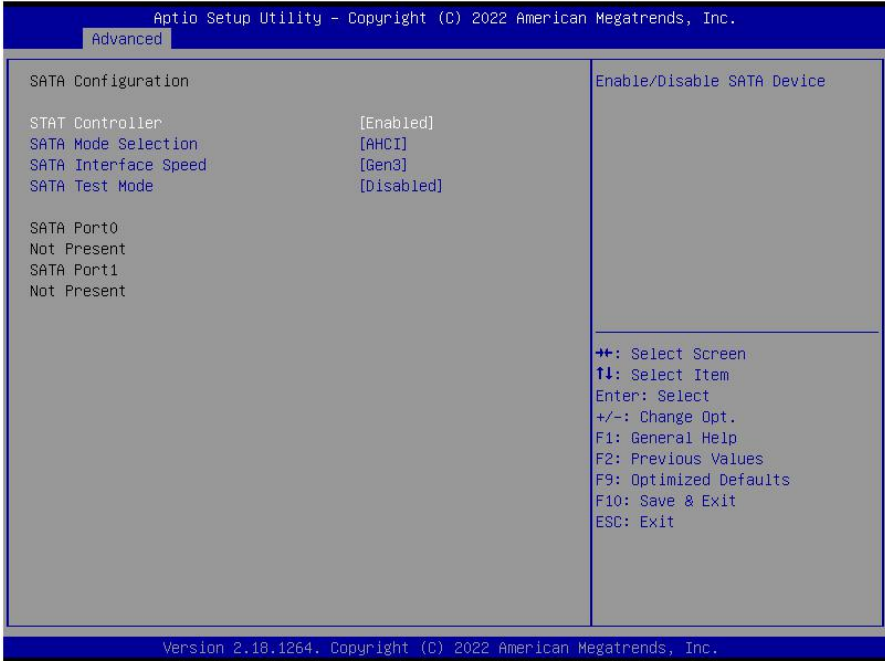 Aptio Setup Utility – Copyright (C) 2022 American Megatrends, Inc.
Advanced
SATA Configuration
STAT Controller [Enabled]
SATA Mode Selection [AHCI]
SATA Interface Speed [Gen3]
SATA Test Mode [Disabled]
SATA Port0
Not Present
SATA Port1
Not Present
Enable/Disable SATA Device
→←: Select Screen
↑↓: Select Item
Enter: Select
+/-: Change Opt.
F1: General Help
F2: Previous Values
F9: Optimized Defaults
F10: Save & Exit
ESC: Exit
Version 2.18.1264. Copyright (C) 2022 American Megatrends, Inc.